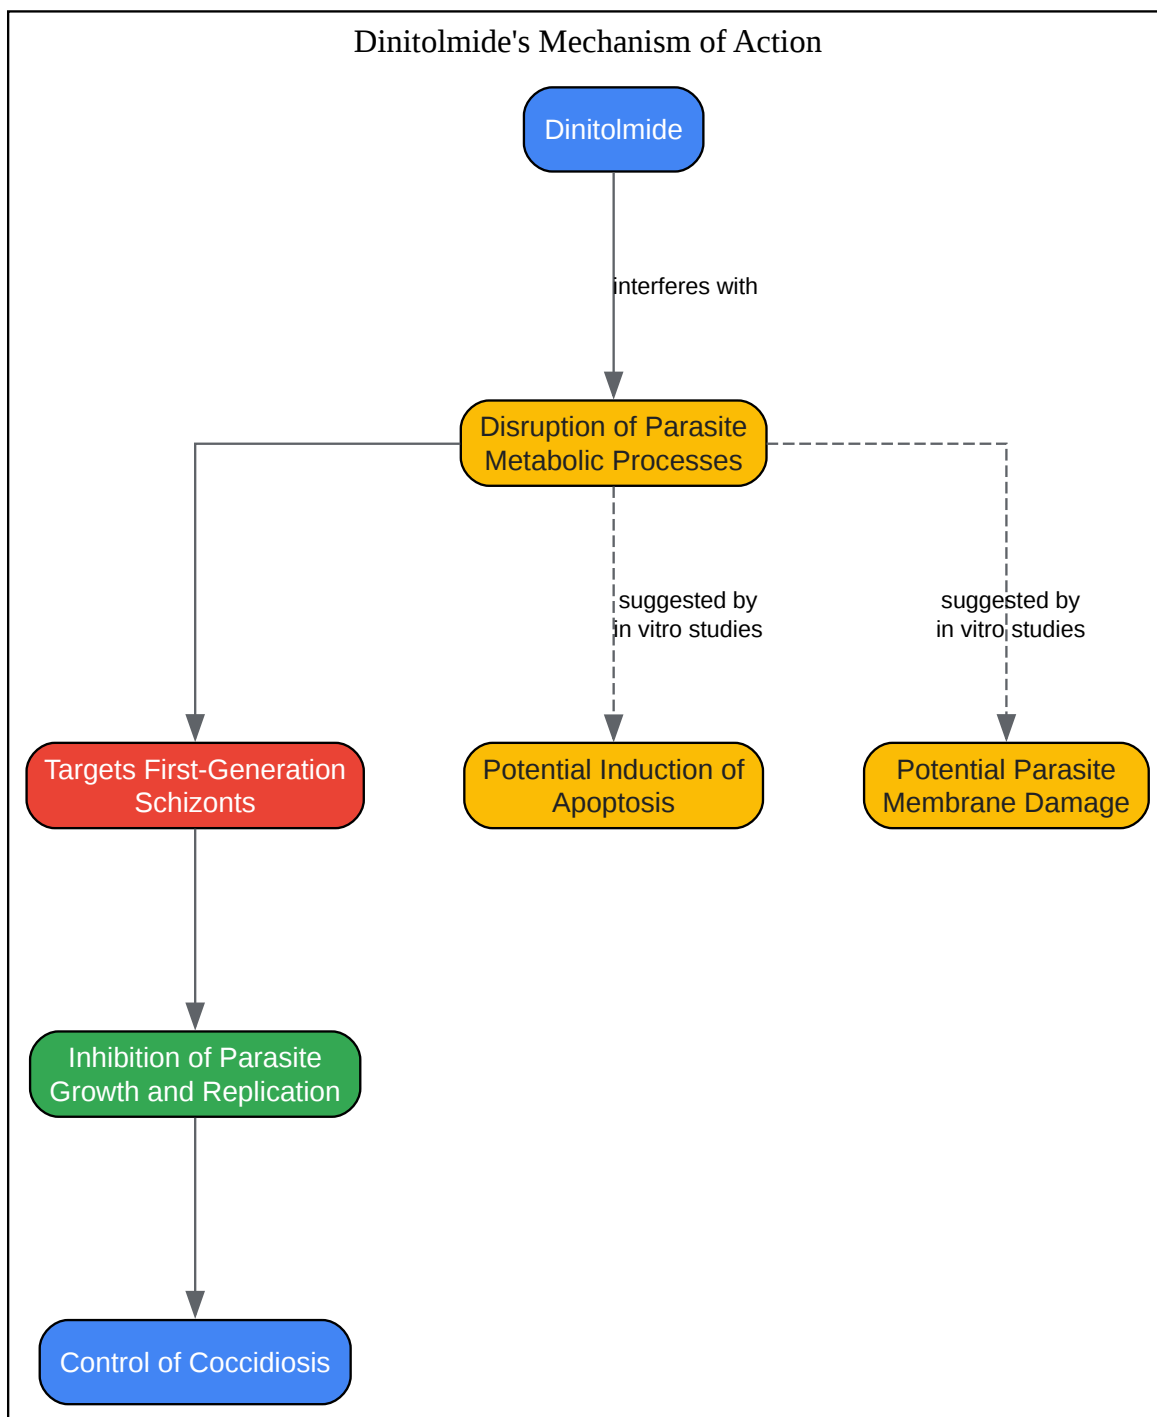 Dinitolmide's Mechanism of Action
Dinitolmide
interferes with
Disruption of Parasite
Metabolic Processes
suggested by
in vitro studies
suggested by
in vitro studies
Targets First-Generation
Schizonts
Potential Induction of
Apoptosis
Potential Parasite
Membrane Damage
Inhibition of Parasite
Growth and Replication
Control of Coccidiosis